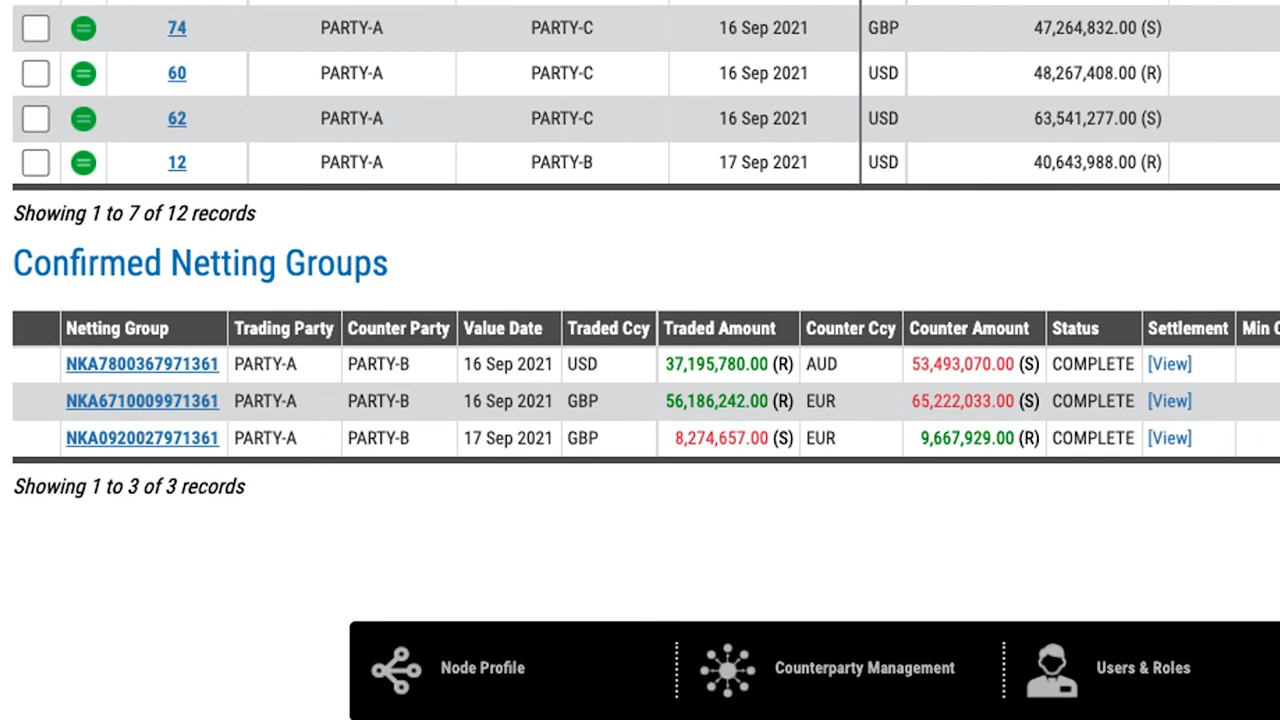 74 PARTY-A PARTY-C 16 Sep 2021 GBP 47,264,832.00 (S)
60 PARTY-A PARTY-C 16 Sep 2021 USD 48,267,408.00 (R)
62 PARTY-A PARTY-C 16 Sep 2021 USD 63,541,277.00 (S)
12 PARTY-A PARTY-B 17 Sep 2021 USD 40,643,988.00 (R)
Showing 1 to 7 of 12 records
Confirmed Netting Groups
Netting Group Trading Party Counter Party Value Date Traded Ccy Traded Amount Counter Ccy Counter Amount Status Settlement Min
NKA7800367971361 PARTY-A PARTY-B 16 Sep 2021 USD 37,195,780.00 (R) AUD 53,493,070.00 (S) COMPLETE [View]
NKA6710009971361 PARTY-A PARTY-B 16 Sep 2021 GBP 56,186,242.00 (R) EUR 65,222,033.00 (S) COMPLETE [View]
NKA0920027971361 PARTY-A PARTY-B 17 Sep 2021 GBP 8,274,657.00 (S) EUR 9,667,929.00 (R) COMPLETE [View]
Showing 1 to 3 of 3 records
Node Profile Counterparty Management Users & Roles